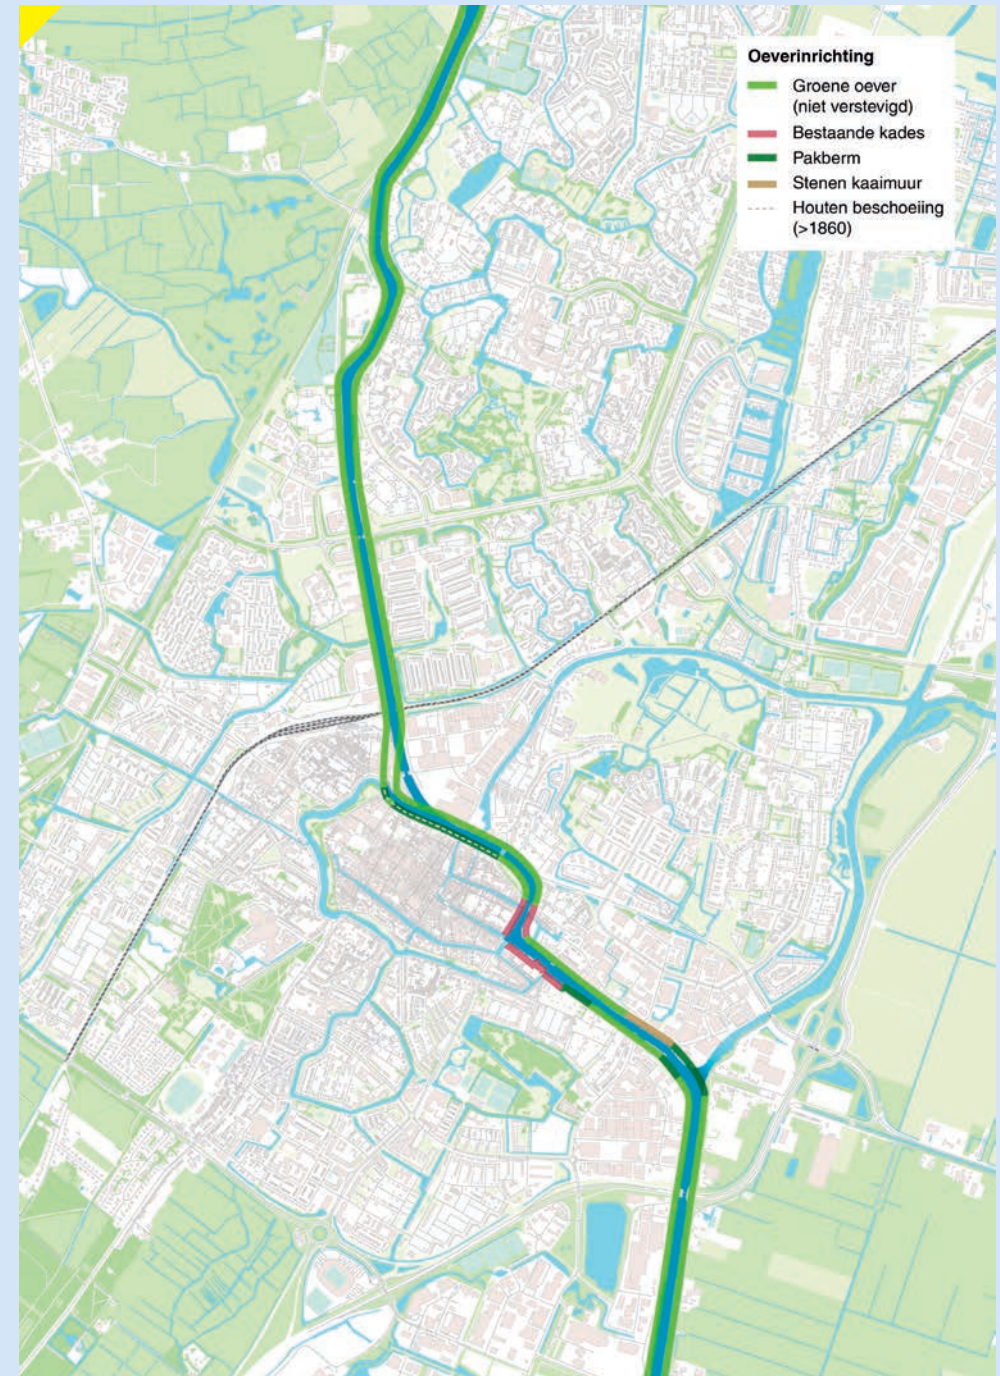 Oeverinrichting
Groene oever
(niet verstevigd)
Bestaande kades
Pakberm
Stenen kaaimuur
Houten beschoeiing
(>1860)